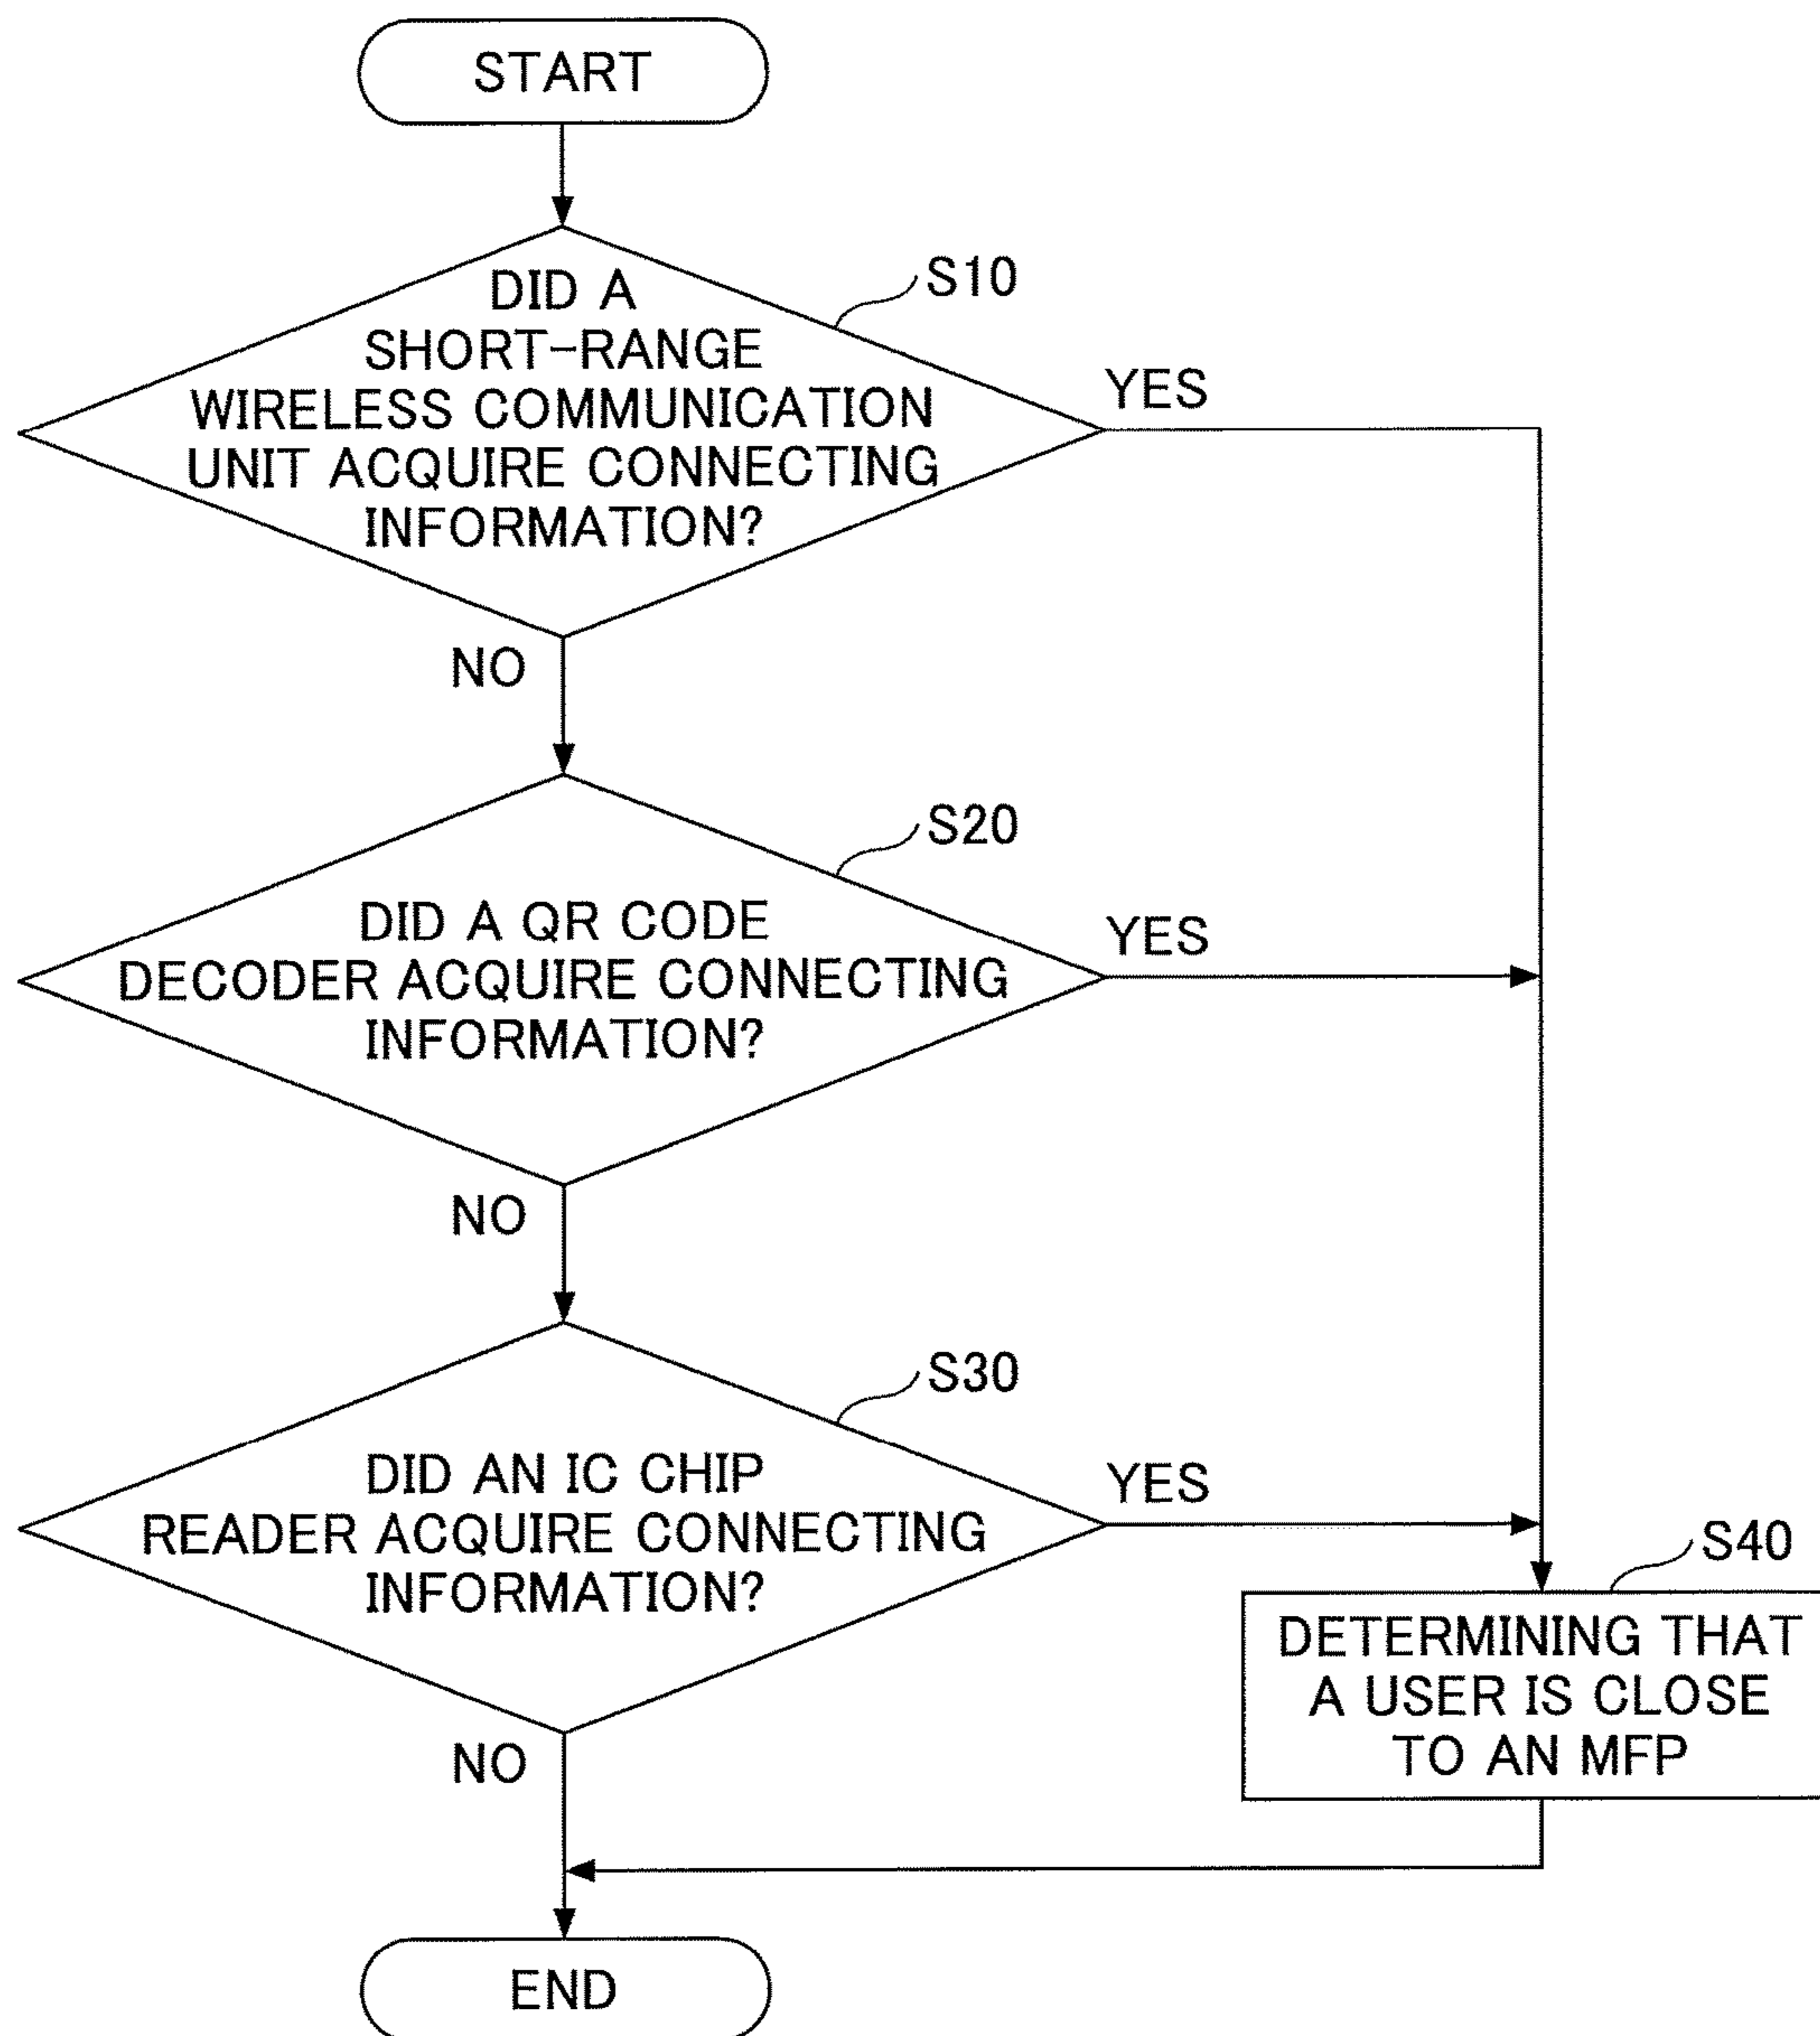 START
S10
DID A
SHORT-RANGE
WIRELESS COMMUNICATION
UNIT ACQUIRE CONNECTING
INFORMATION?
YES
NO
S20
DID A QR CODE
DECODER ACQUIRE CONNECTING
INFORMATION?
YES
NO
S30
DID AN IC CHIP
READER ACQUIRE CONNECTING
INFORMATION?
YES
NO
S40
DETERMINING THAT
A USER IS CLOSE
TO AN MFP
END